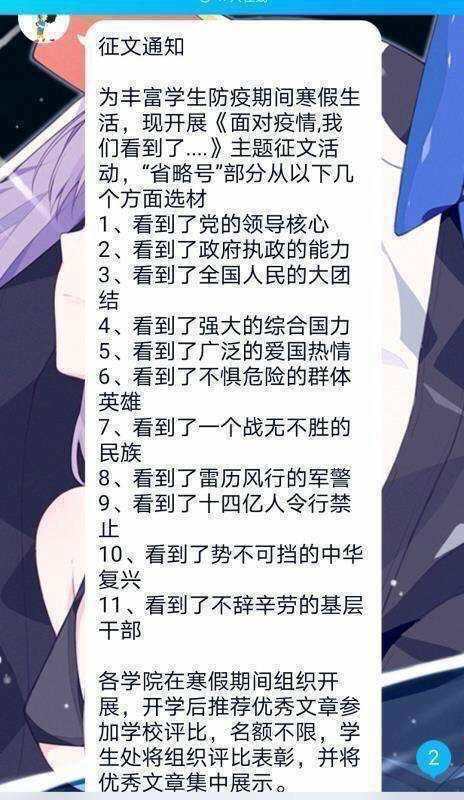 征文通知
为丰富学生防疫期间寒假生
活，现开展《面对疫情,我
们看到了....》主题征文活
动，“省略号”部分从以下几
个方面选材
1、看到了党的领导核心
2、看到了政府执政的能力
3、看到了全国人民的大团
结
4、看到了强大的综合国力
5、看到了广泛的爱国热情
6、看到了不惧危险的群体
英雄
7、看到了一个战无不胜的
民族
8、看到了雷历风行的军警
9、看到了十四亿人令行禁
止
10、看到了势不可挡的中华
复兴
11、看到了不辞辛劳的基层
干部
各学院在寒假期间组织开
展，开学后推荐优秀文章参
加学校评比，名额不限，学
生处将组织评比表彰，并将
优秀文章集中展示。
2